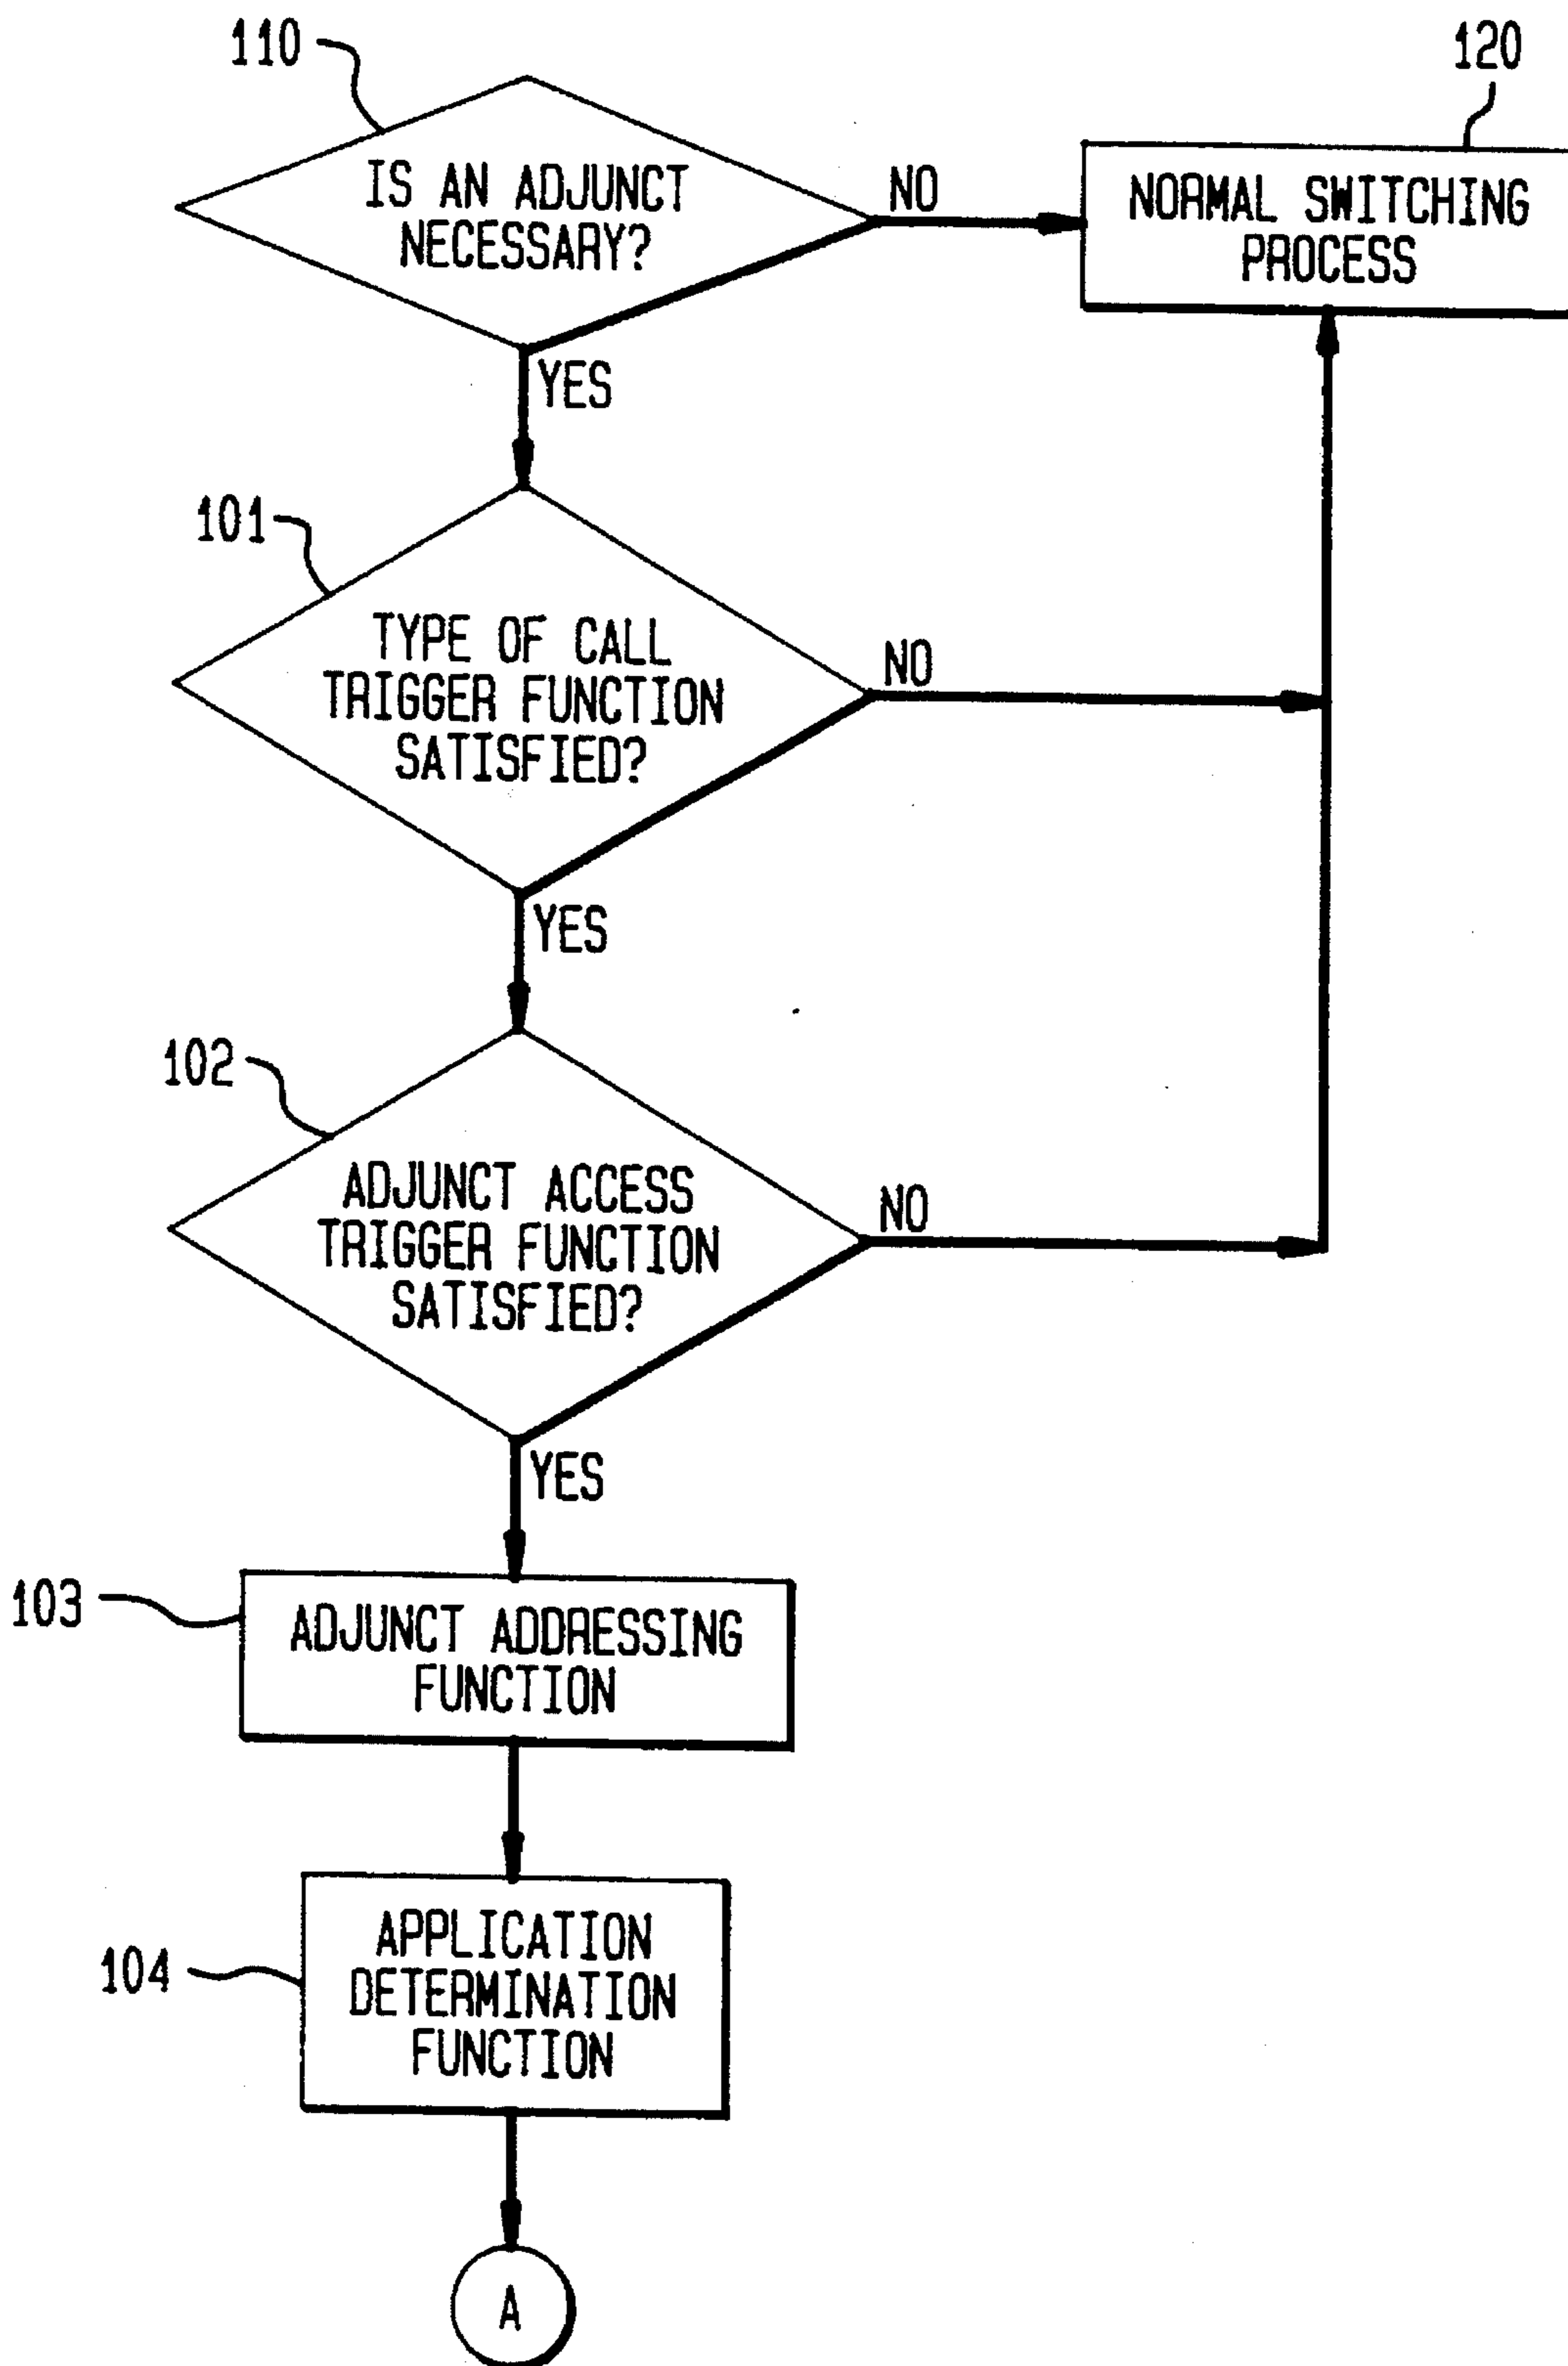 110
120
IS AN ADJUNCT
NECESSARY?
NO
NORMAL SWITCHING
PROCESS
YES
101
TYPE OF CALL
TRIGGER FUNCTION
SATISFIED?
NO
YES
102
ADJUNCT ACCESS
TRIGGER FUNCTION
SATISFIED?
NO
YES
103
ADJUNCT ADDRESSING
FUNCTION
104
APPLICATION
DETERMINATION
FUNCTION
A